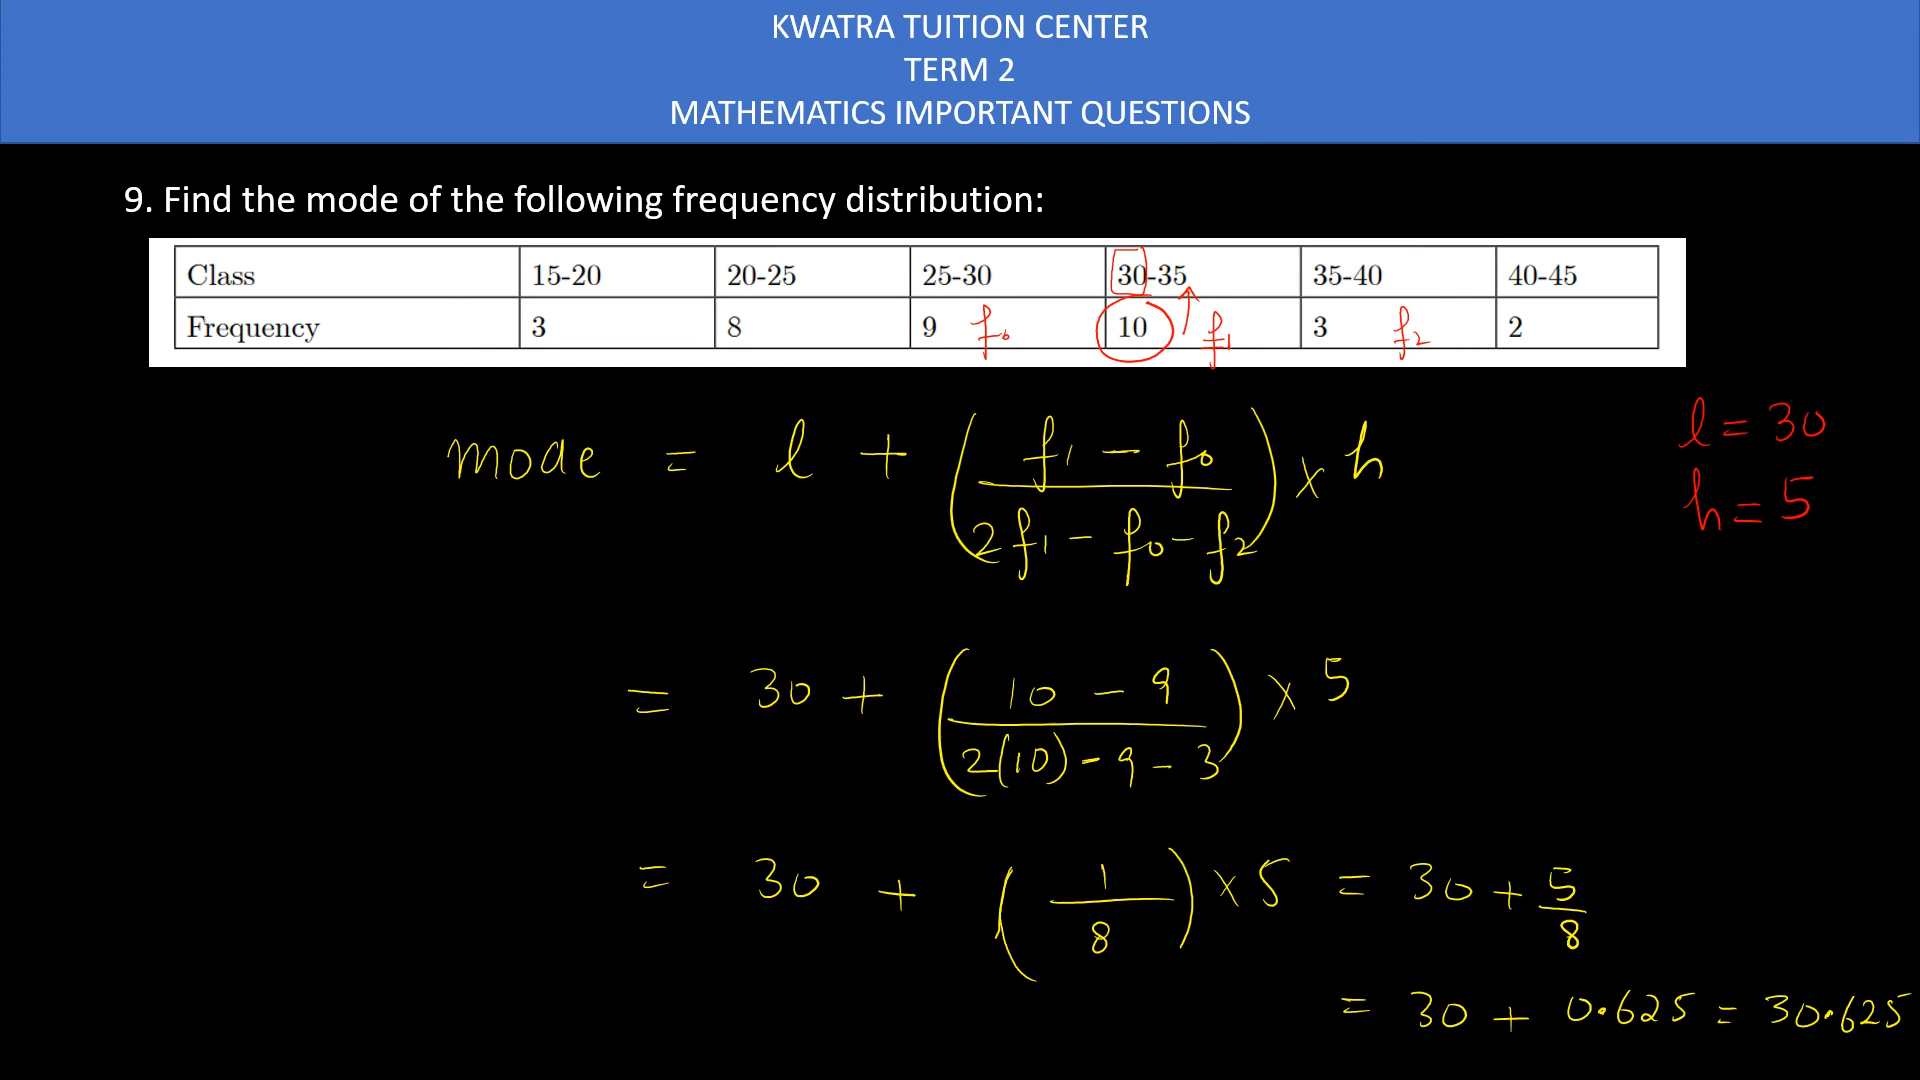 KWATRA TUITION CENTER
TERM 2
MATHEMATICS IMPORTANT QUESTIONS
9. Find the mode of the following frequency distribution:
Class 15-20 20-25 25-30 30-35 35-40 40-45
Frequency 3 8 9 f₀ 10 f₁ 3 f₂ 2
l = 30
mode = l + ( f₁ - f₀ / 2f₁ - f₀ - f₂ ) × h
h = 5
= 30 + ( 10 - 9 / 2(10) - 9 - 3 ) × 5
= 30 + ( 1 / 8 ) × 5 = 30 + 5/8
= 30 + 0.625 = 30.625